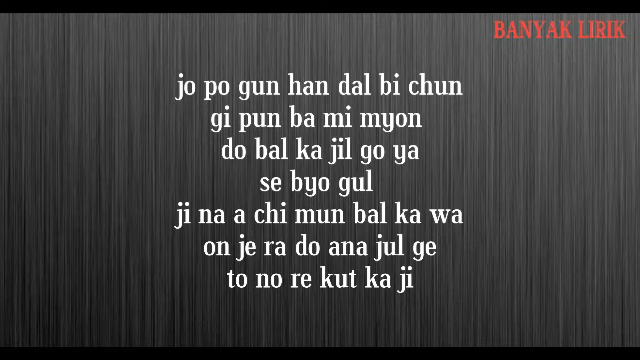 BANYAK LIRIK
jo po gun han dal bi chun
gi pun ba mi myon
do bal ka jil go ya
se byo gul
ji na a chi mun bal ka wa
on je ra do ana jul ge
to no re kut ka ji